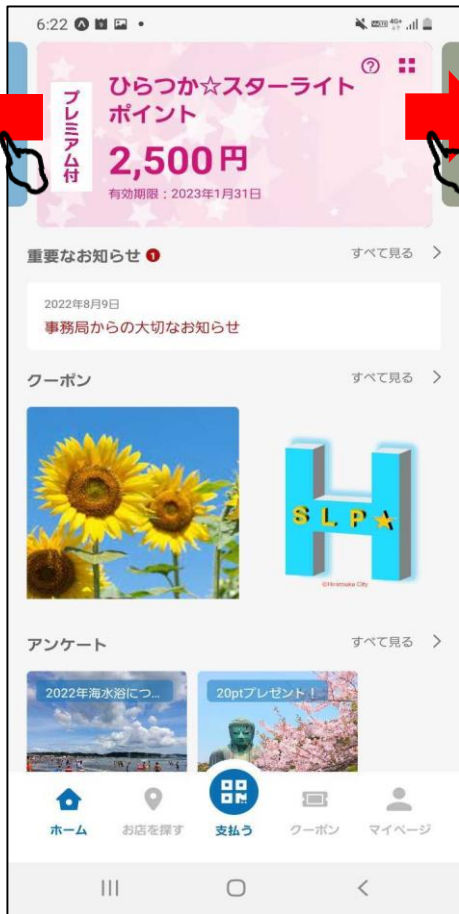 6:22
4G+
ひらつか☆スターライト
ポイント
プレミアム付
2,500円
有効期限：2023年1月31日
重要なお知らせ 1
すべて見る
2022年8月9日
事務局からの大切なお知らせ
クーポン
すべて見る
H
SLP★
©Hiratsuka City
アンケート
すべて見る
2022年海水浴につ...
20ptプレゼント！
ホーム
お店を探す
支払う
クーポン
マイページ